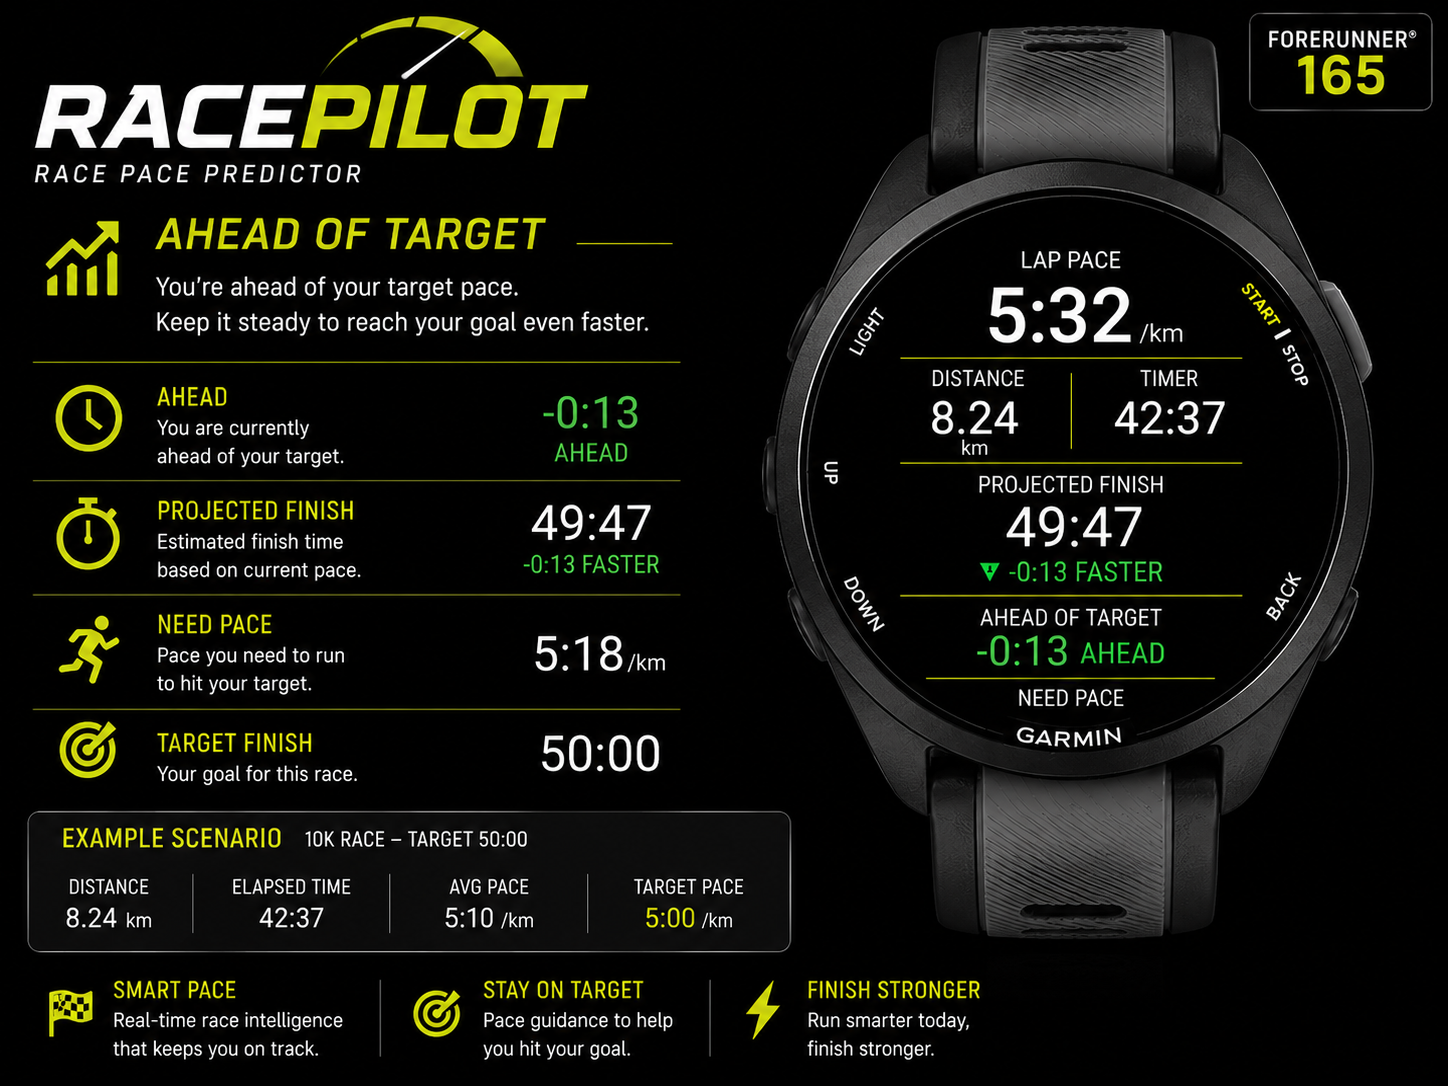 RACEPILOT
RACE PACE PREDICTOR
AHEAD OF TARGET
You're ahead of your target pace.
Keep it steady to reach your goal even faster.
AHEAD
You are currently
ahead of your target.
-0:13
AHEAD
PROJECTED FINISH
Estimated finish time
based on current pace.
49:47
-0:13 FASTER
NEED PACE
Pace you need to run
to hit your target.
5:18/km
TARGET FINISH
Your goal for this race.
50:00
EXAMPLE SCENARIO 10K RACE – TARGET 50:00
DISTANCE
8.24 km
ELAPSED TIME
42:37
AVG PACE
5:10 /km
TARGET PACE
5:00 /km
SMART PACE
Real-time race intelligence
that keeps you on track.
STAY ON TARGET
Pace guidance to help
you hit your goal.
FINISH STRONGER
Run smarter today,
finish stronger.
FORERUNNER®
165
LIGHT
UP
DOWN
START | STOP
BACK
LAP PACE
5:32 /km
DISTANCE
8.24
km
TIMER
42:37
PROJECTED FINISH
49:47
-0:13 FASTER
AHEAD OF TARGET
-0:13 AHEAD
NEED PACE
GARMIN